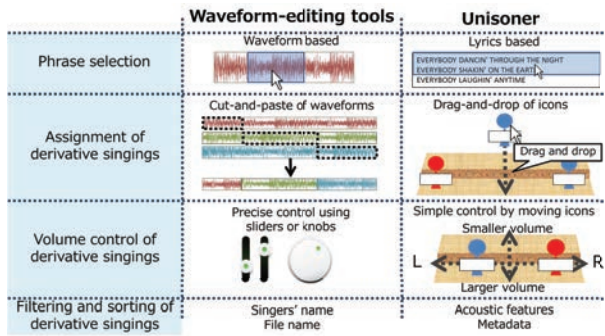 Waveform-editing tools
Unisoner
Phrase selection
Waveform based
Lyrics based
EVERYBODY DANCIN' THROUGH THE NIGHT
EVERYBODY SHAKIN' ON THE EARTH
EVERYBODY LAUGHIN' ANYTIME
Assignment of
derivative singings
Cut-and-paste of waveforms
Drag-and-drop of icons
Drag and drop
Volume control of
derivative singings
Precise control using
sliders or knobs
Simple control by moving icons
Smaller volume
L
R
Larger volume
Filtering and sorting of
derivative singings
Singers' name
File name
Acoustic features
Metadata